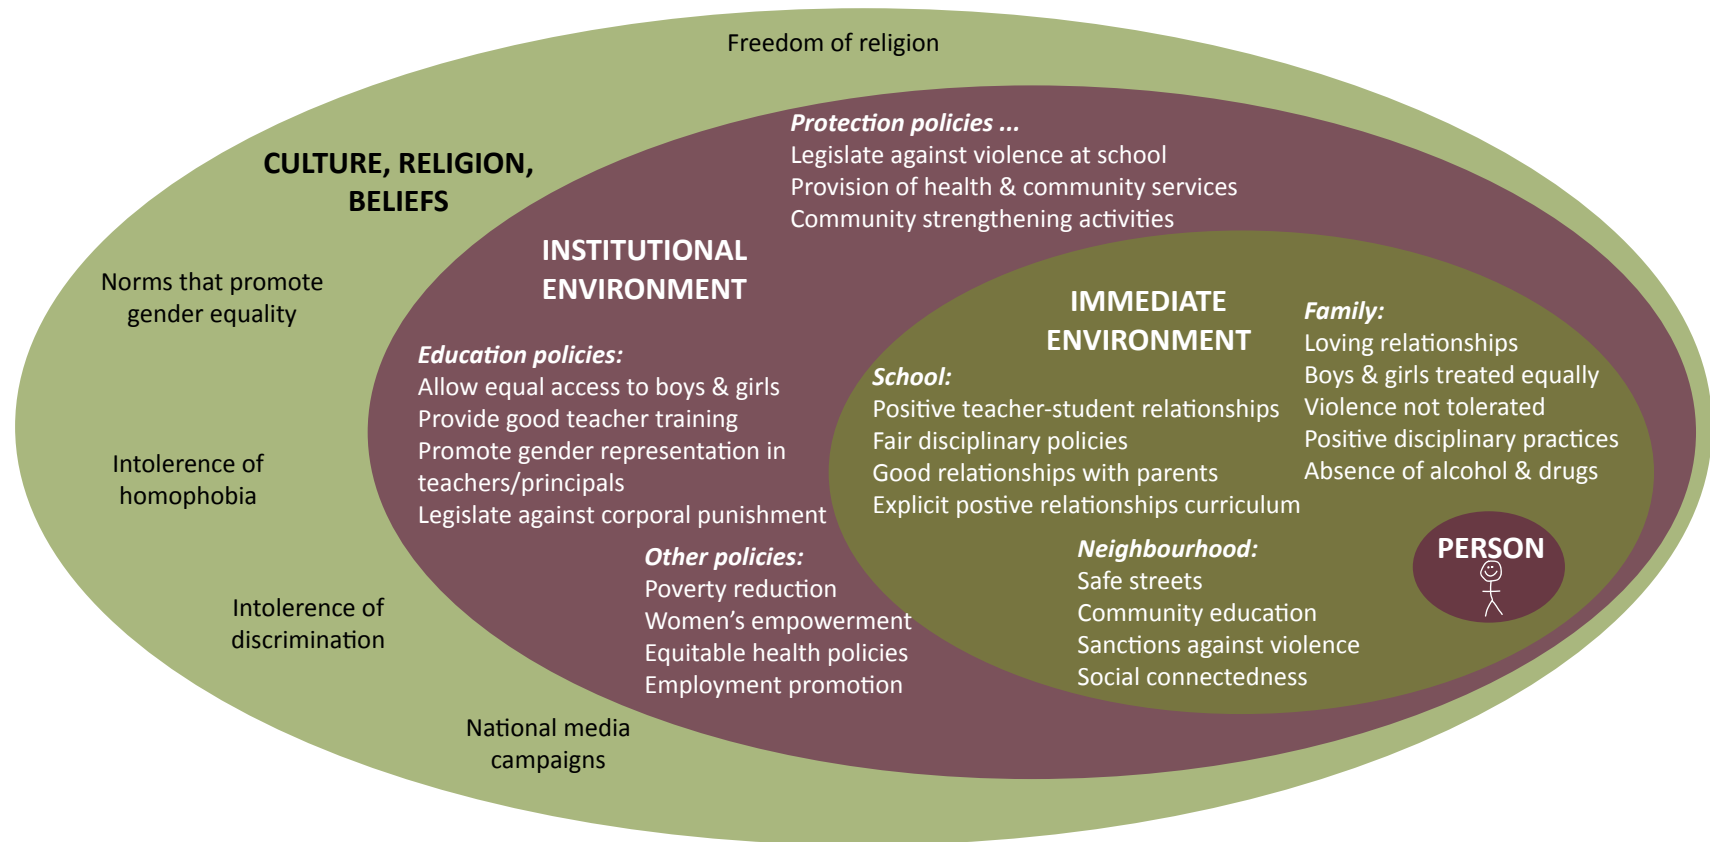 Freedom of religion
CULTURE, RELIGION,
BELIEFS
Norms that promote
gender equality
Intolerence of
homophobia
Intolerence of
discrimination
National media
campaigns
INSTITUTIONAL
ENVIRONMENT
Protection policies ...
Legislate against violence at school
Provision of health & community services
Community strengthening activities
Education policies:
Allow equal access to boys & girls
Provide good teacher training
Promote gender representation in
teachers/principals
Legislate against corporal punishment
Other policies:
Poverty reduction
Women’s empowerment
Equitable health policies
Employment promotion
IMMEDIATE
ENVIRONMENT
School:
Positive teacher-student relationships
Fair disciplinary policies
Good relationships with parents
Explicit postive relationships curriculum
Family:
Loving relationships
Boys & girls treated equally
Violence not tolerated
Positive disciplinary practices
Absence of alcohol & drugs
Neighbourhood:
Safe streets
Community education
Sanctions against violence
Social connectedness
PERSON